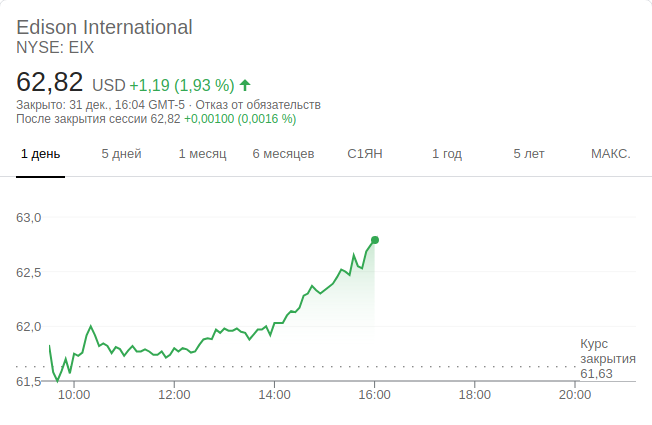 Edison International
NYSE: EIX
62,82 USD +1,19 (1,93 %)
Закрыто: 31 дек., 16:04 GMT-5 · Отказ от обязательств
После закрытия сессии 62,82 +0,00100 (0,0016 %)
1 день 5 дней 1 месяц 6 месяцев С1ЯН 1 год 5 лет МАКС.
63,0
62,5
62,0
Курс
закрытия
61,63
61,5
10:00 12:00 14:00 16:00 18:00 20:00